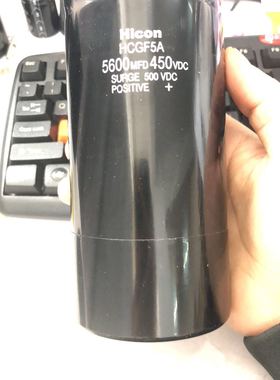 Hicon
HCGF5A
5600MFD 450VDC
SURGE 500 VDC
POSITIVE +